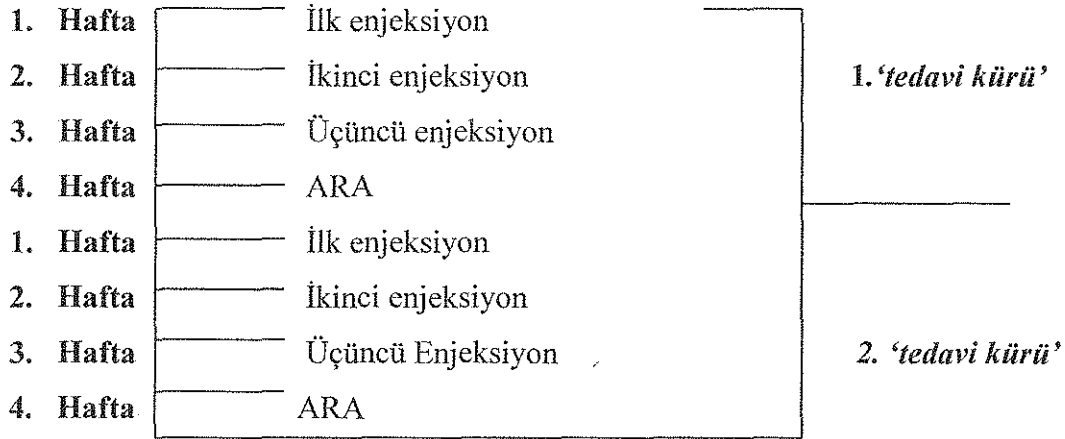 1. Hafta İlk enjeksiyon
2. Hafta İkinci enjeksiyon 1.‘tedavi kürü’
3. Hafta Üçüncü enjeksiyon
4. Hafta ARA
1. Hafta İlk enjeksiyon
2. Hafta İkinci enjeksiyon
3. Hafta Üçüncü Enjeksiyon 2. ‘tedavi kürü’
4. Hafta ARA